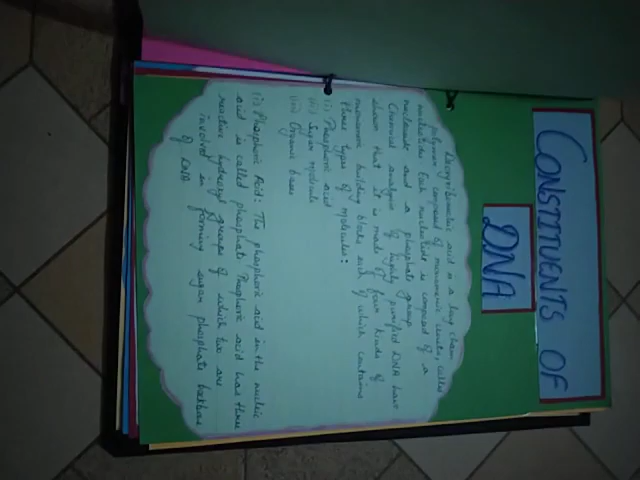 CONSTITUENTS OF
DNA
Deoxyribonucleic acid is a long chain
polymer composed of monomeric units, called
nucleotides. Each nucleotide is composed of a
nucleoside and a phosphate group.
Chemical analysis of highly purified DNA have
shown that it is made of four kinds of
monomeric building blocks each of which contains
three types of molecules:
(i) Phosphoric acid
(ii) Sugar molecule
(iii) Organic bases
(i) Phosphoric Acid: The phosphoric acid in the nucleic
acid is called phosphate. Phosphoric acid has three
reactive hydroxyl groups of which two are
involved in forming sugar phosphate backbone
of DNA